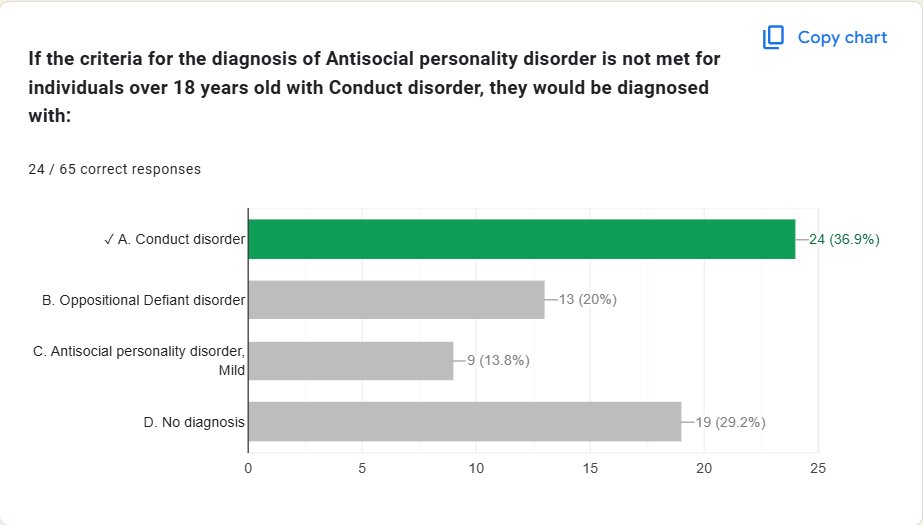 Copy chart
If the criteria for the diagnosis of Antisocial personality disorder is not met for
individuals over 18 years old with Conduct disorder, they would be diagnosed
with:
24 / 65 correct responses
✓ A. Conduct disorder
24 (36.9%)
B. Oppositional Defiant disorder
13 (20%)
C. Antisocial personality disorder,
Mild
9 (13.8%)
D. No diagnosis
19 (29.2%)
0 5 10 15 20 25